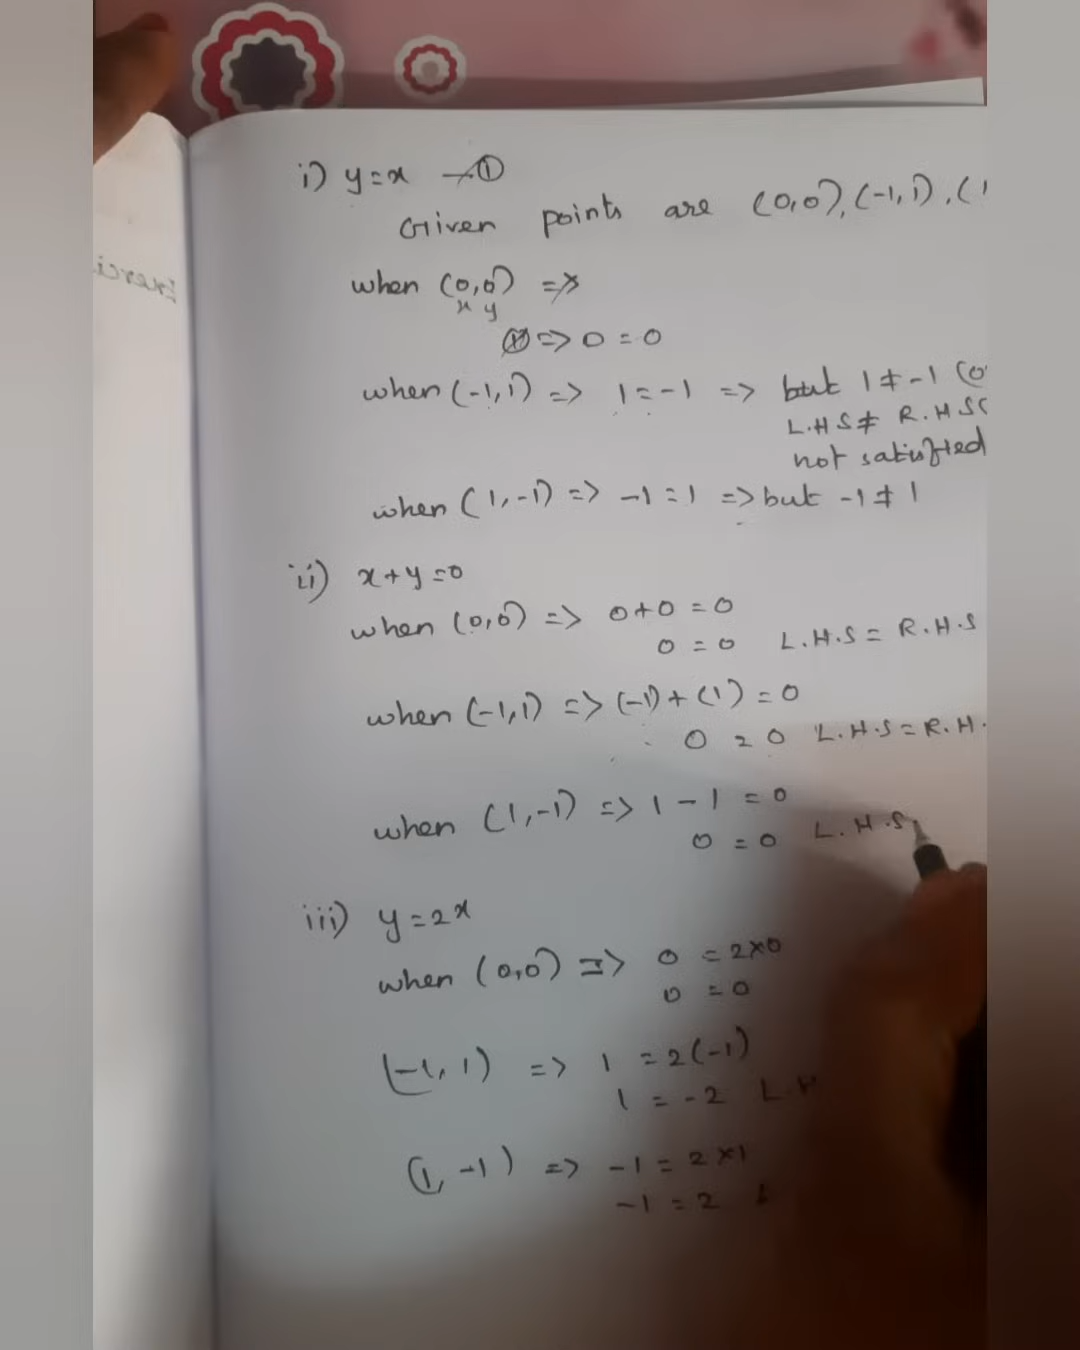 i) y=x → ①
Given points are (0,0), (-1,1), (1
when (0,0) =>
x y
=> 0 = 0
when (-1,1) => 1 = -1 => but 1 ≠ -1 (o
L.H.S ≠ R.H.S
not satisfied
when (1,-1) => -1 = 1 => but -1 ≠ 1
ii) x+y=0
when (0,0) => 0+0 = 0
0 = 0 L.H.S = R.H.S
when (-1,1) => (-1) + (1) = 0
0 = 0 L.H.S = R.H.
when (1,-1) => 1 - 1 = 0
0 = 0 L.H.S
iii) y=2x
when (0,0) => 0 = 2×0
0 = 0
(-1, 1) => 1 = 2(-1)
1 = -2 L.H
(1, -1) => -1 = 2×1
-1 = 2 L